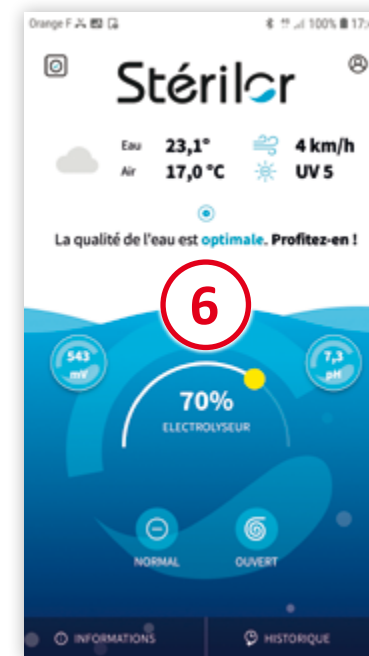 Orange F
100% 17:
Stérilor
Eau 23,1° 4 km/h
Air 17,0 °C UV 5
La qualité de l'eau est optimale. Profitez-en !
6
543 mV
7,3 pH
70%
ELECTROLYSEUR
NORMAL OUVERT
INFORMATIONS HISTORIQUE